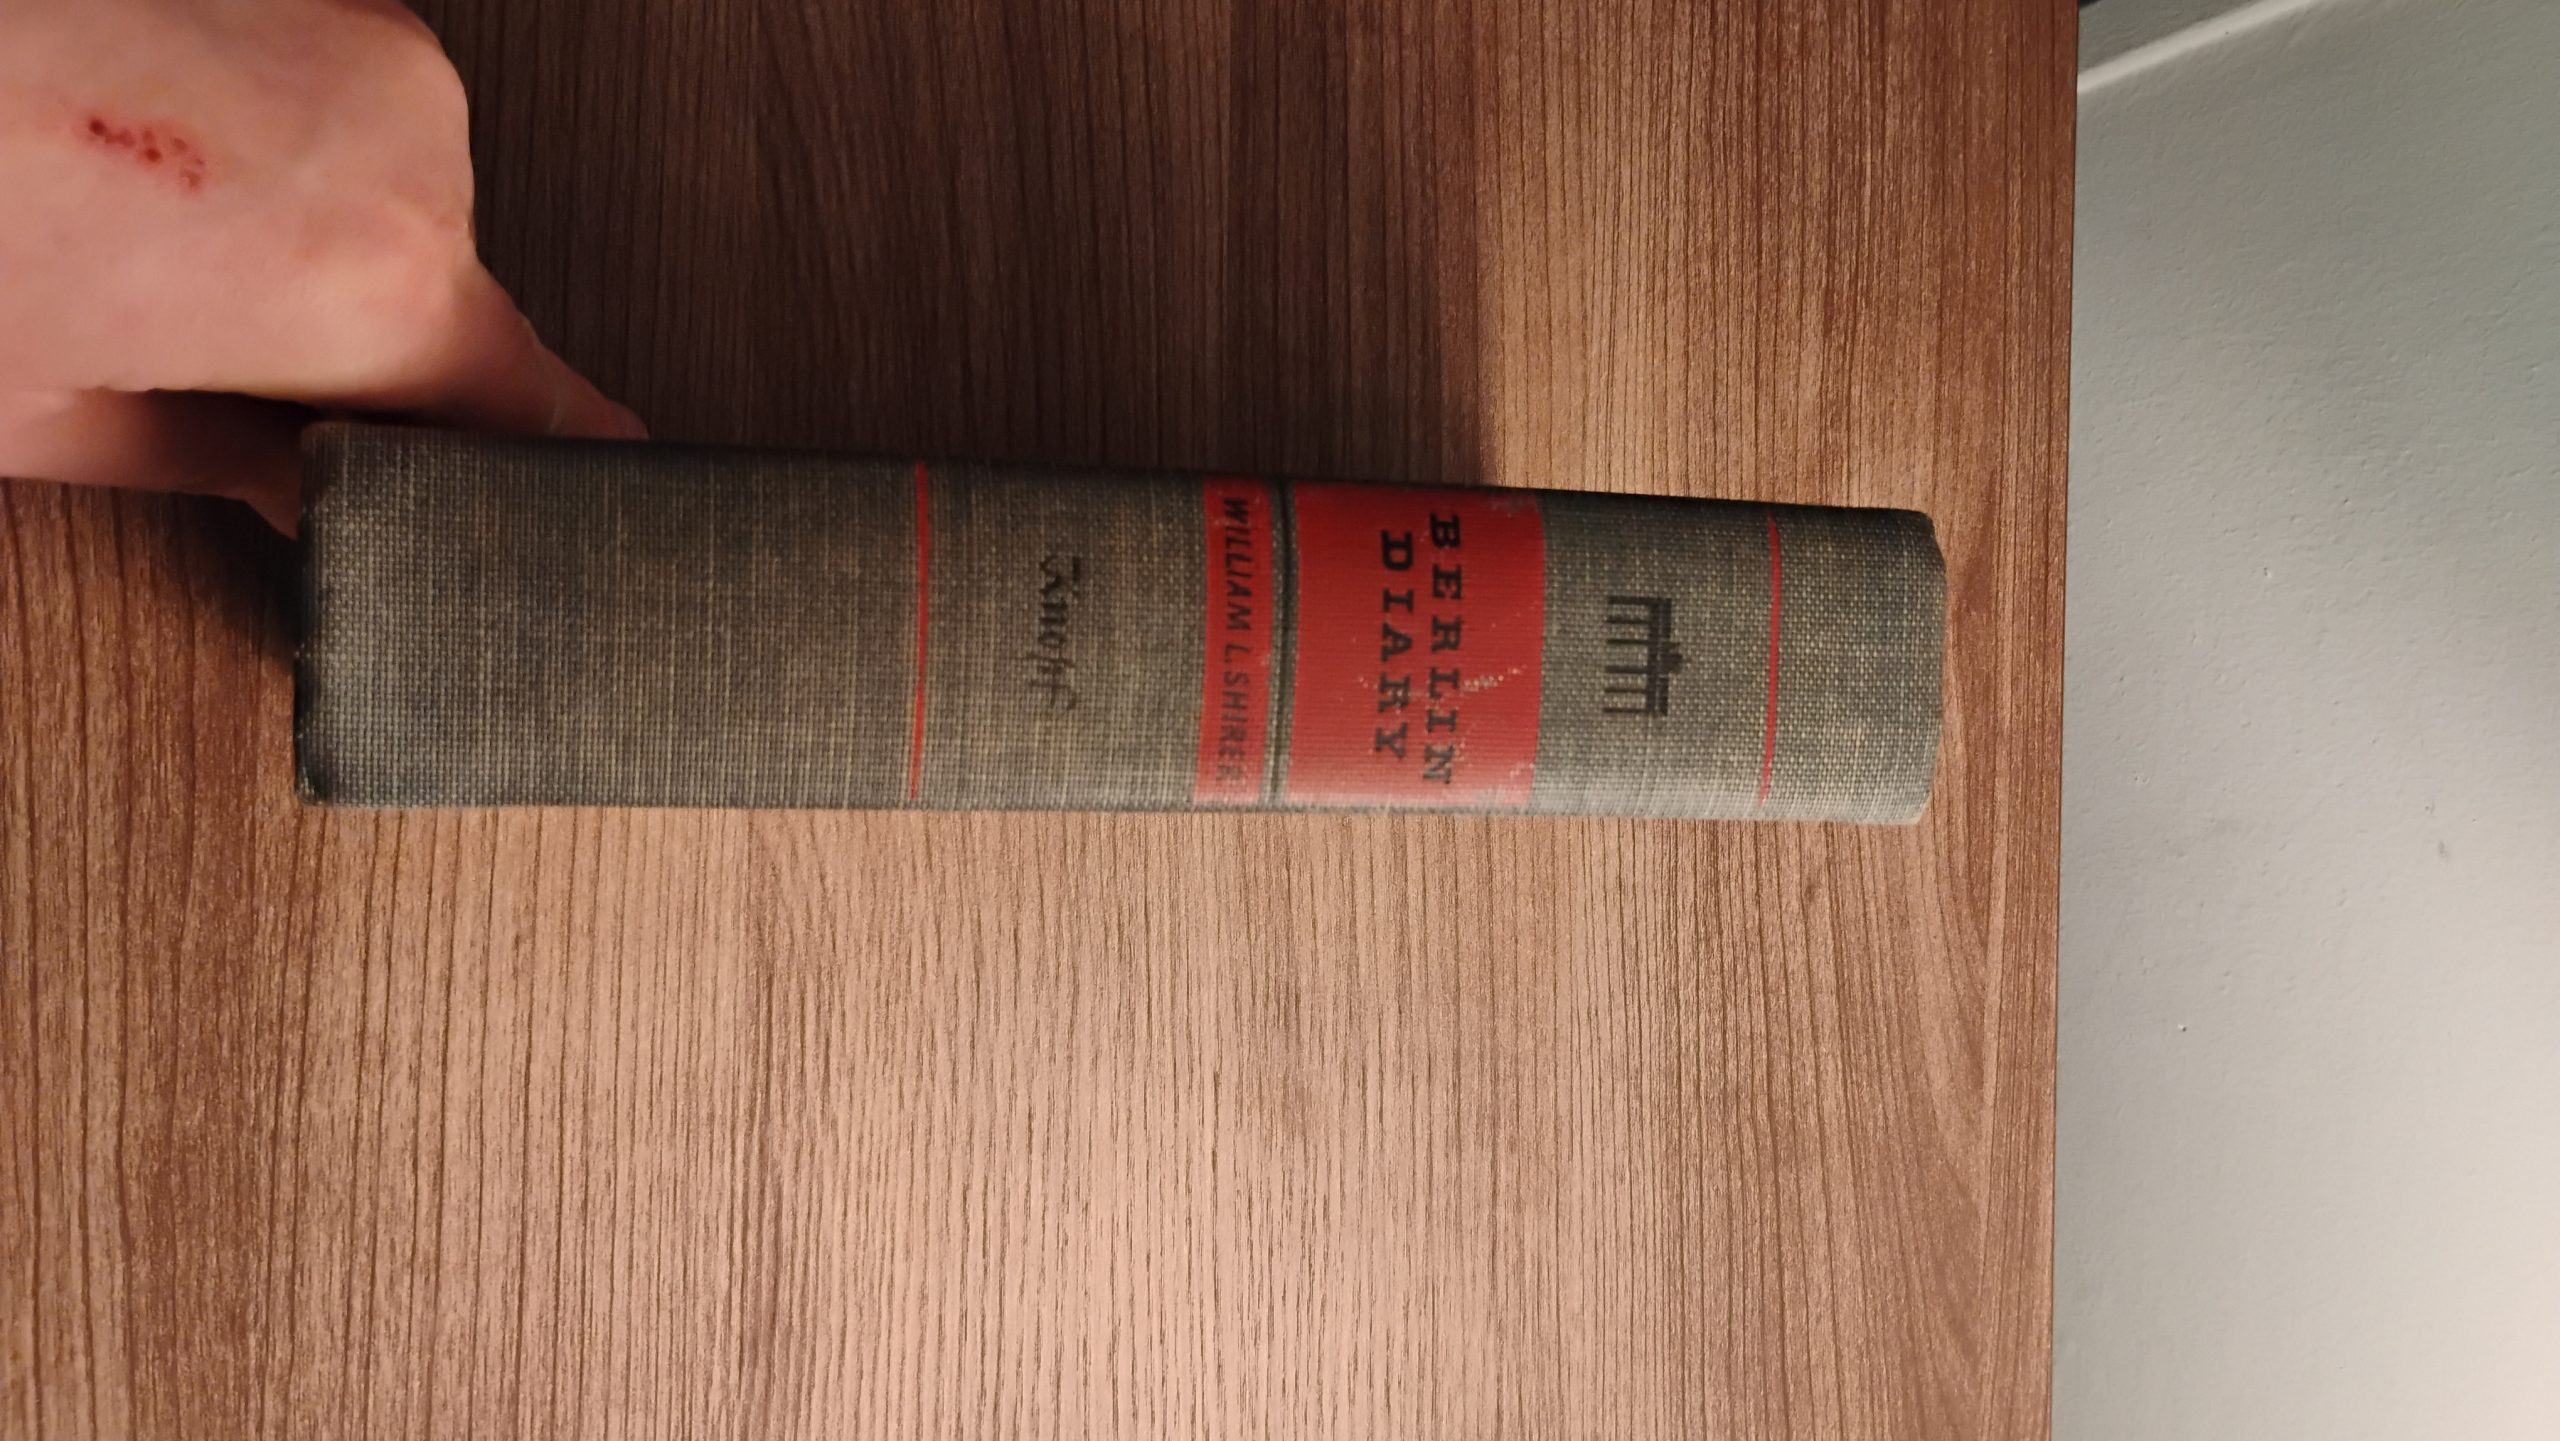 BERLIN
DIARY
WILLIAM L. SHIRER
Knopf